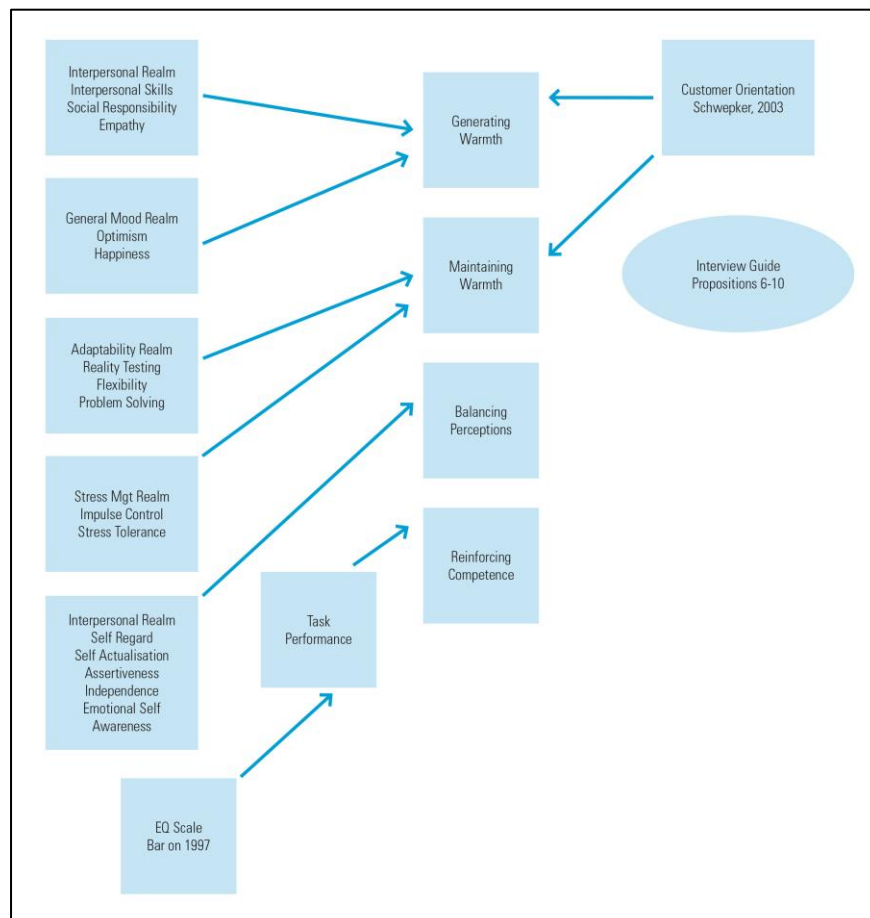 Interpersonal Realm
Interpersonal Skills
Social Responsibility
Empathy
General Mood Realm
Optimism
Happiness
Adaptability Realm
Reality Testing
Flexibility
Problem Solving
Stress Mgt Realm
Impulse Control
Stress Tolerance
Interpersonal Realm
Self Regard
Self Actualisation
Assertiveness
Independence
Emotional Self
Awareness
EQ Scale
Bar on 1997
Task
Performance
Generating
Warmth
Maintaining
Warmth
Balancing
Perceptions
Reinforcing
Competence
Customer Orientation
Schwepker, 2003
Interview Guide
Propositions 6-10